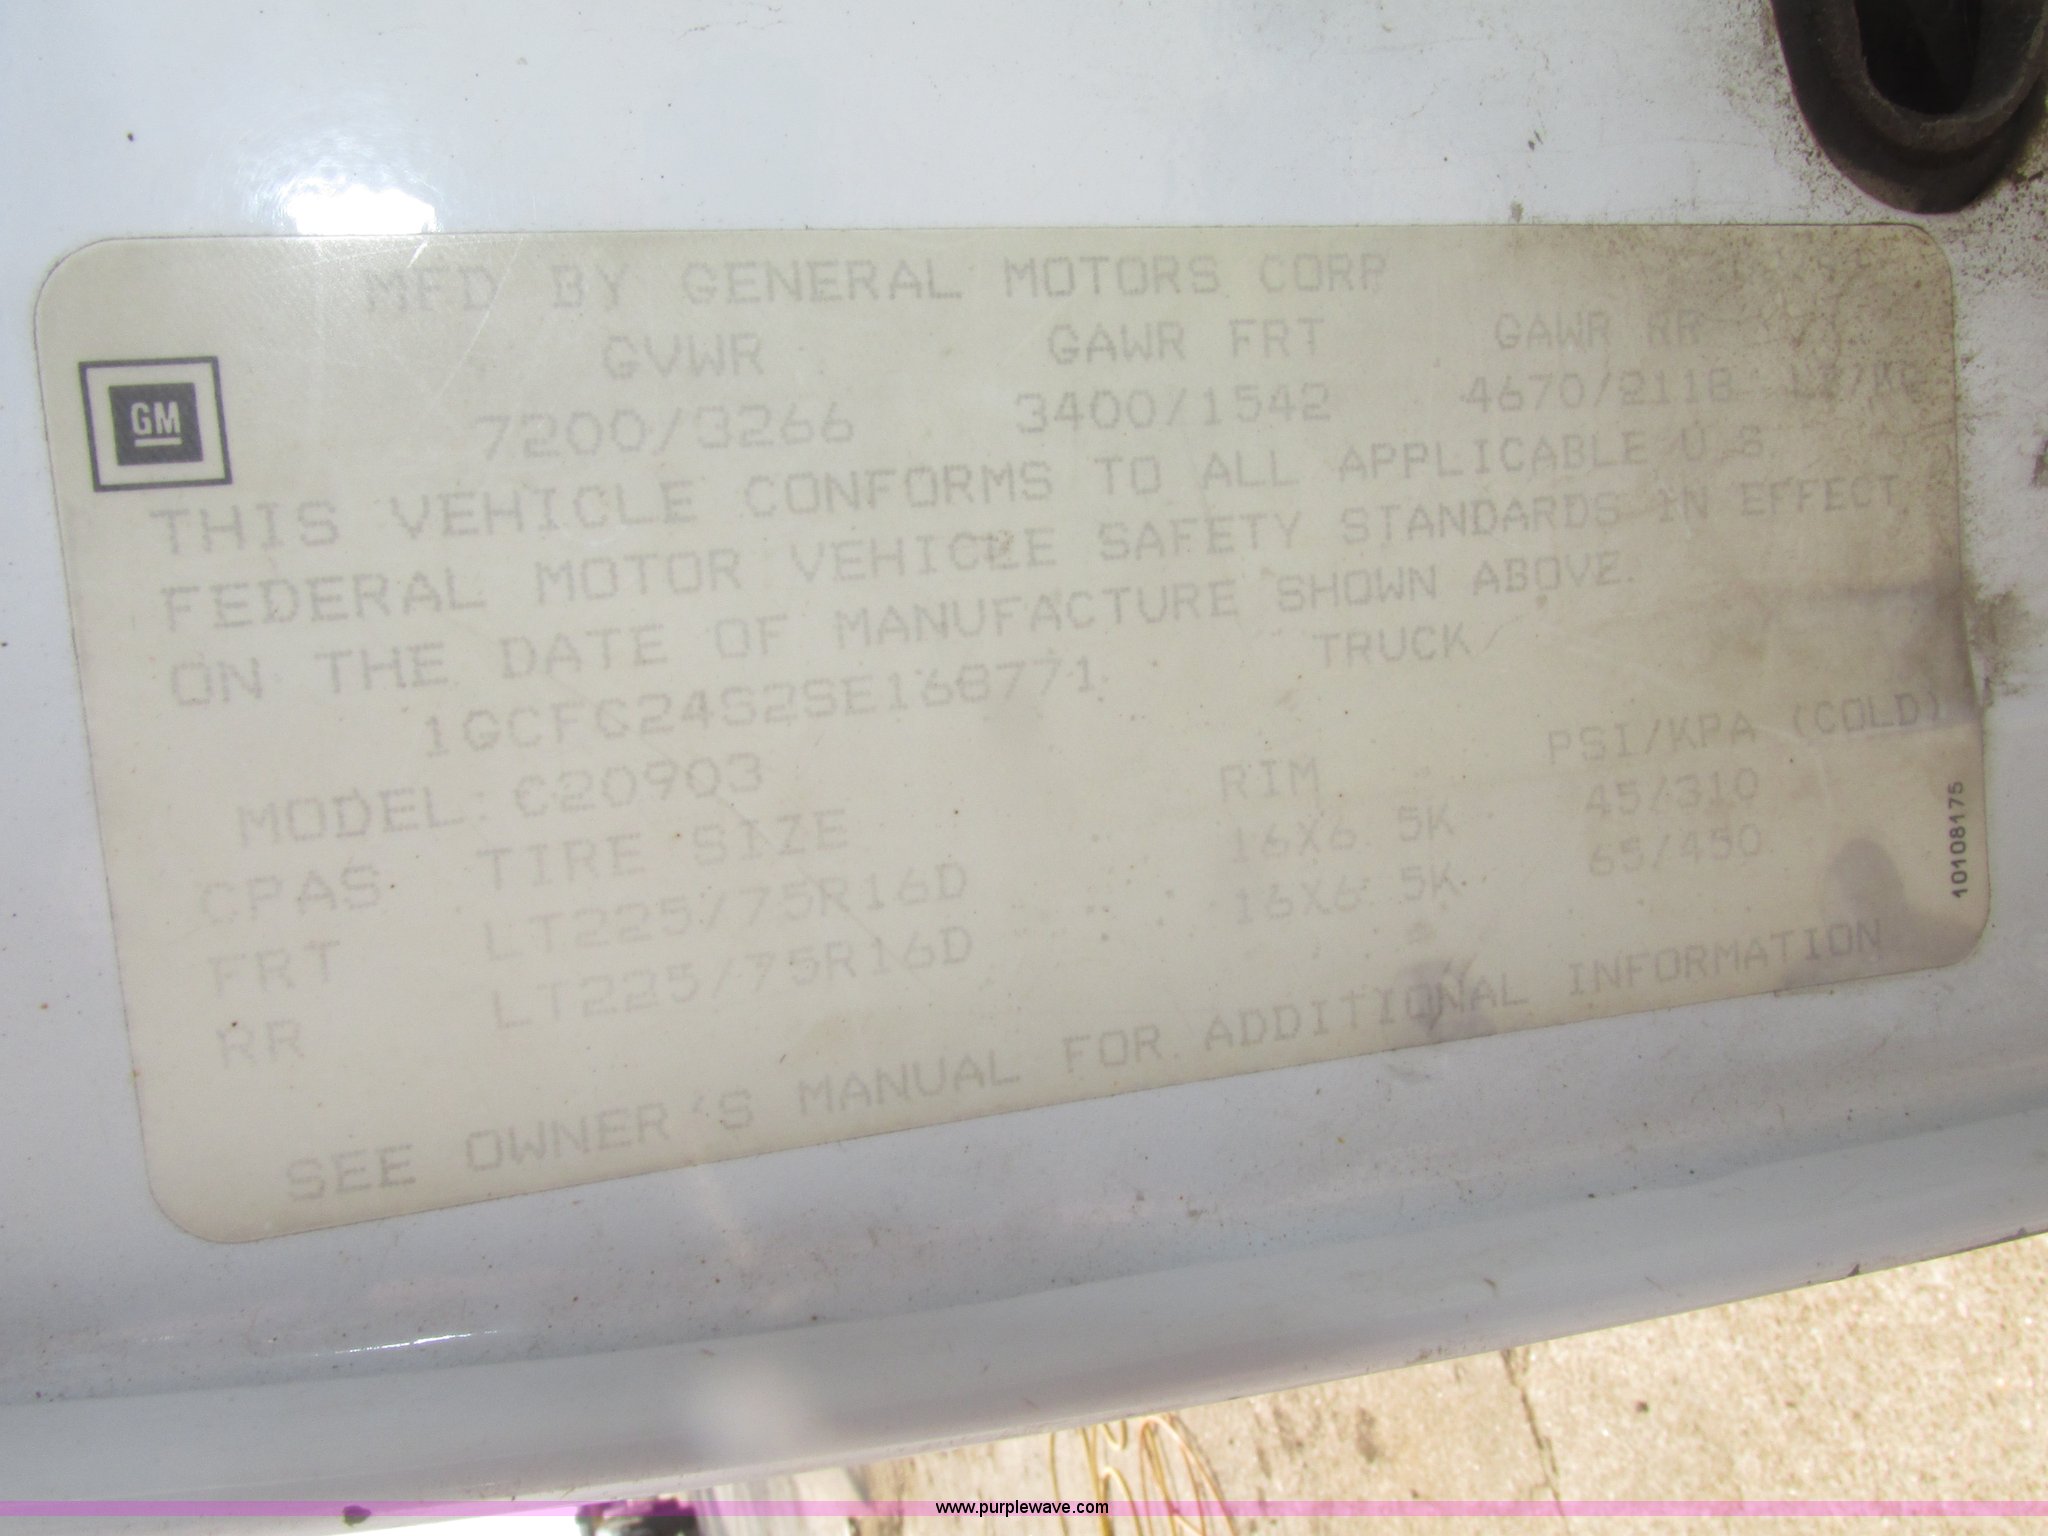 MFD BY GENERAL MOTORS CORP
GVWR GAWR FRT GAWR RR
GM
7200/3266 3400/1542 4670/2118 LB/KG
THIS VEHICLE CONFORMS TO ALL APPLICABLE U.S.
FEDERAL MOTOR VEHICLE SAFETY STANDARDS IN EFFECT
ON THE DATE OF MANUFACTURE SHOWN ABOVE.
1GCFC24S2SE168771 TRUCK
MODEL: C20903
CPAS TIRE SIZE RIM PSI/KPA (COLD)
FRT LT225/75R16D 16X6.5K 45/310
RR LT225/75R16D 16X6.5K 65/450
SEE OWNER'S MANUAL FOR ADDITIONAL INFORMATION
10108175
www.purplewave.com